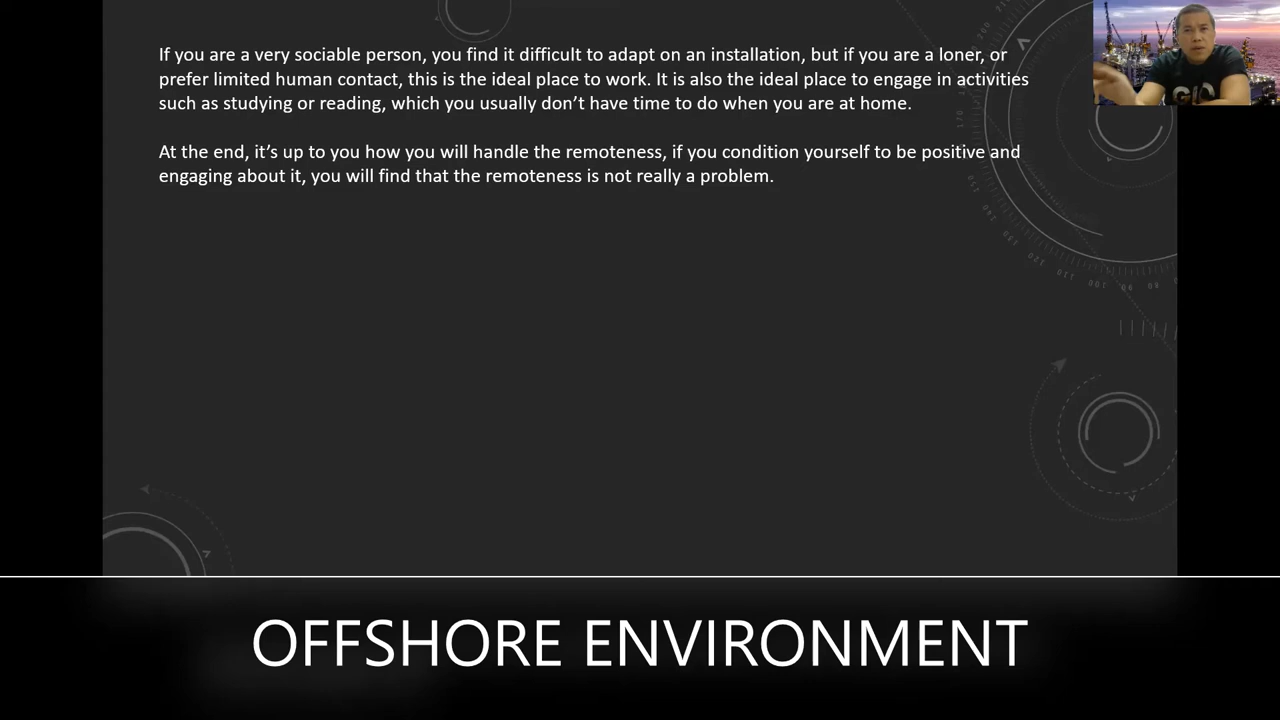 If you are a very sociable person, you find it difficult to adapt on an installation, but if you are a loner, or
prefer limited human contact, this is the ideal place to work. It is also the ideal place to engage in activities
such as studying or reading, which you usually don’t have time to do when you are at home.
At the end, it’s up to you how you will handle the remoteness, if you condition yourself to be positive and
engaging about it, you will find that the remoteness is not really a problem.
OFFSHORE ENVIRONMENT